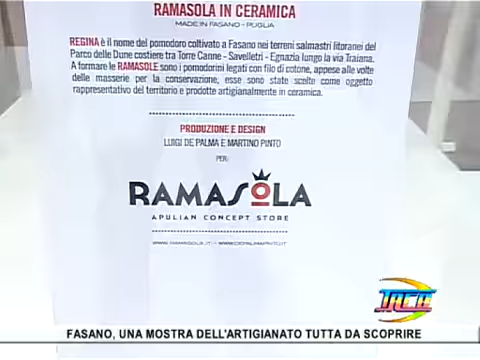 RAMASOLA IN CERAMICA
MADE IN FASANO - PUGLIA
REGINA è il nome del pomodoro coltivato a Fasano nei terreni salmastri litoranei del
Parco delle Dune costiere tra Torre Canne - Savelletri - Egnazia lungo la via Traiana.
A formare le RAMASOLE sono i pomodorini legati con filo di cotone, appese alle volte
delle masserie per la conservazione, esse sono state scelte come oggetto
rappresentativo del territorio e prodotte artigianalmente in ceramica.
PRODUZIONE E DESIGN
LUIGI DE PALMA E MARTINO PINTO
PER:
RAMASOLA
APULIAN CONCEPT STORE
WWW.RAMASOLA.IT -
FASANO, UNA MOSTRA DELL'ARTIGIANATO TUTTA DA SCOPRIRE